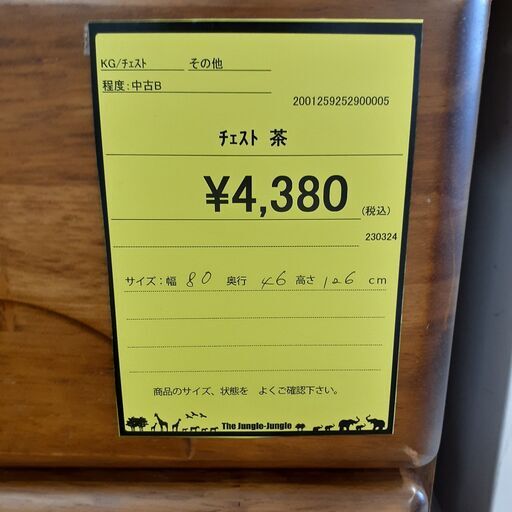 KG/ﾁｪｽﾄ その他
程度:中古B
2001259252900005
ﾁｪｽﾄ 茶
¥4,380
(税込)
230324
サイズ:幅 80 奥行 46 高さ 126 cm
商品のサイズ、状態を よくご確認下さい。
The Jungle-Jungle